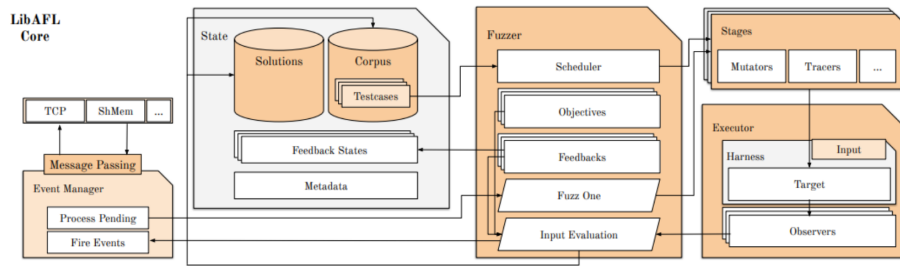 LibAFL
Core
TCP
ShMem
...
Message Passing
Event Manager
Process Pending
Fire Events
State
Solutions
Corpus
Testcases
Feedback States
Metadata
Fuzzer
Scheduler
Objectives
Feedbacks
Fuzz One
Input Evaluation
Stages
Mutators
Tracers
...
Executor
Harness
Input
Target
Observers